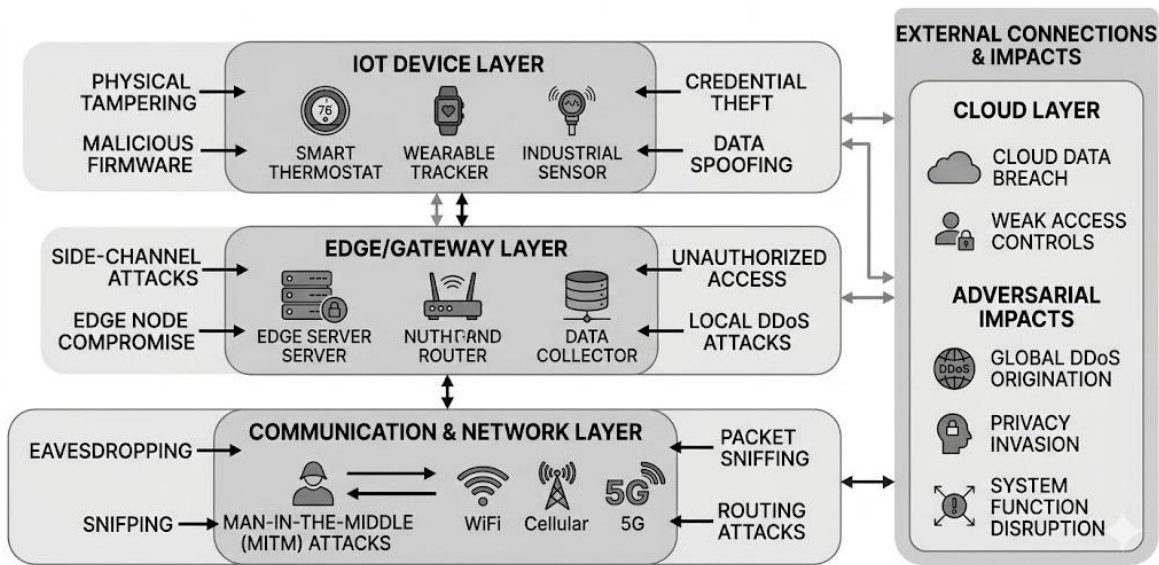 IOT DEVICE LAYER
PHYSICAL
TAMPERING
MALICIOUS
FIRMWARE
76
SMART
THERMOSTAT
WEARABLE
TRACKER
INDUSTRIAL
SENSOR
CREDENTIAL
THEFT
DATA
SPOOFING
EDGE/GATEWAY LAYER
SIDE-CHANNEL
ATTACKS
EDGE NODE
COMPROMISE
EDGE SERVER
SERVER
ROUTER
DATA
COLLECTOR
UNAUTHORIZED
ACCESS
LOCAL DDoS
ATTACKS
COMMUNICATION & NETWORK LAYER
EAVESDROPPING
SNIFPING
MAN-IN-THE-MIDDLE
(MITM) ATTACKS
WiFi
Cellular
5G
5G
PACKET
SNIFFING
ROUTING
ATTACKS
EXTERNAL CONNECTIONS
& IMPACTS
CLOUD LAYER
CLOUD DATA
BREACH
WEAK ACCESS
CONTROLS
ADVERSARIAL
IMPACTS
DDoS
GLOBAL DDoS
ORIGINATION
PRIVACY
INVASION
SYSTEM
FUNCTION
DISRUPTION